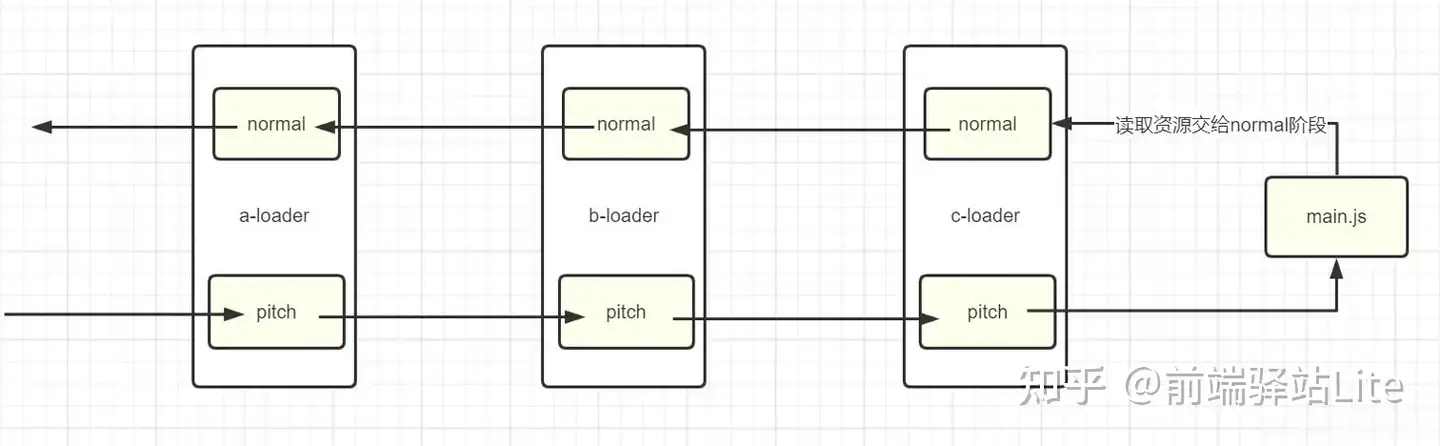 normal
normal
normal
读取资源交给normal阶段
a-loader
b-loader
c-loader
main.js
pitch
pitch
pitch
知乎 @前端驿站Lite